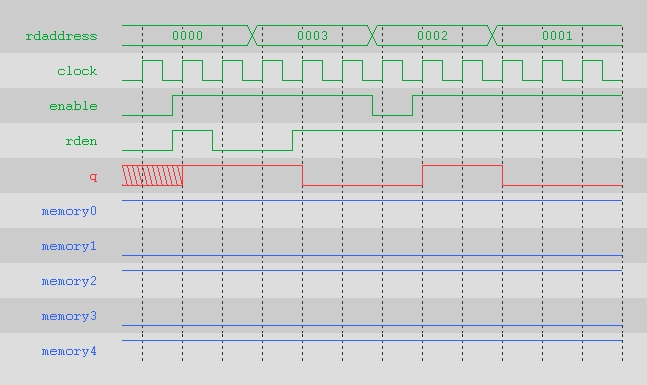 rdaddress 0000 0003 0002 0001
clock
enable
rden
q
memory0
memory1
memory2
memory3
memory4